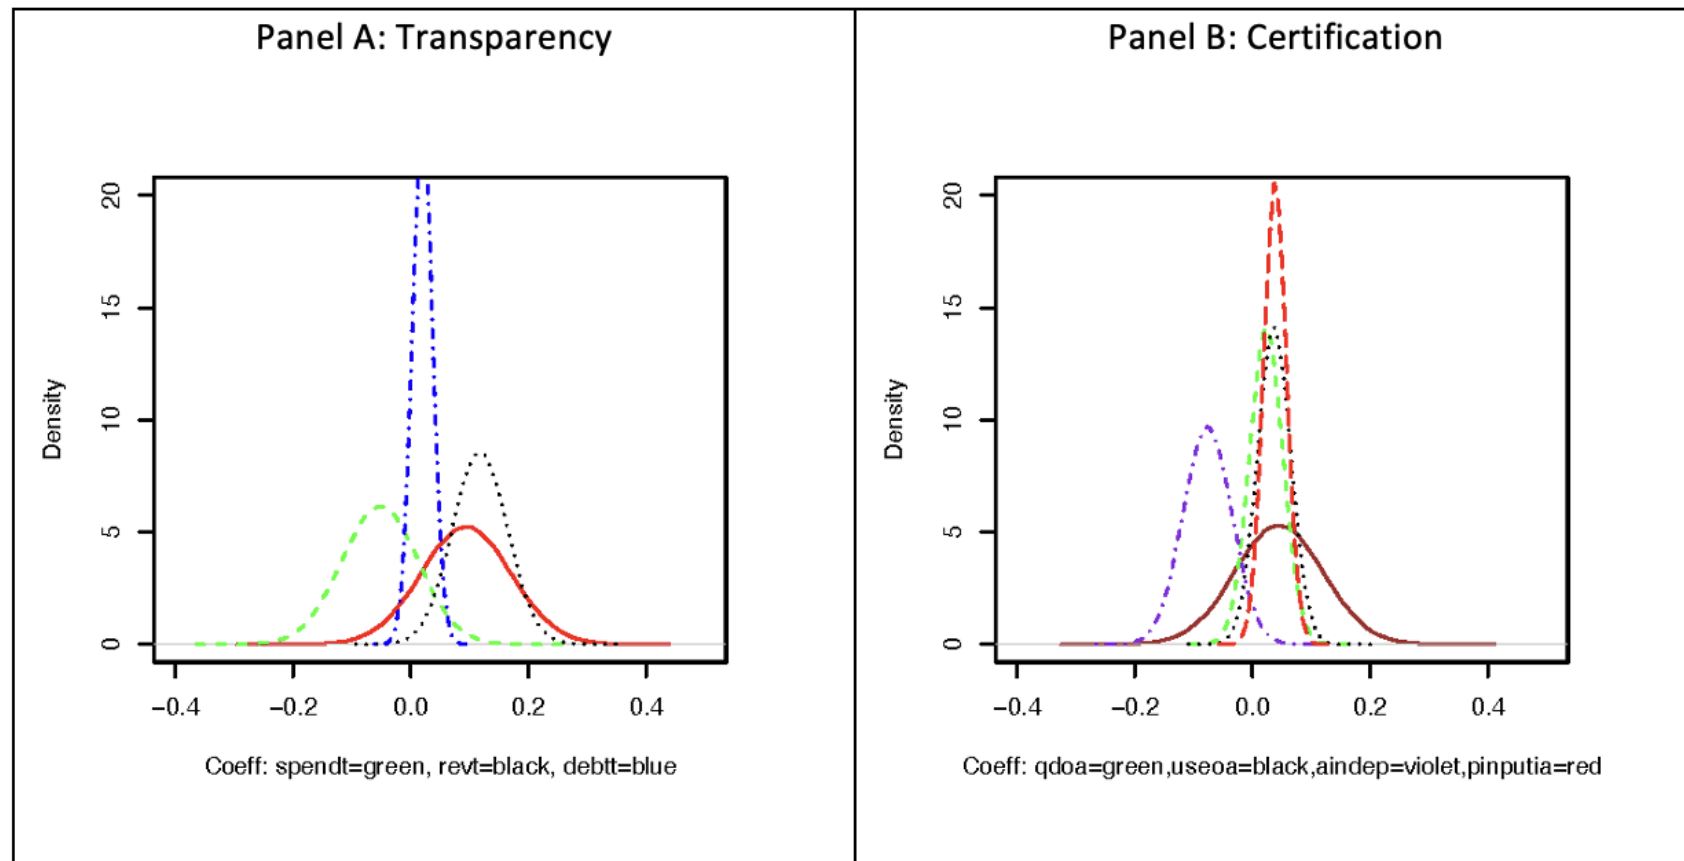 Panel A: Transparency
Density
20
15
10
5
0
−0.4 −0.2 0.0 0.2 0.4
Coeff: spendt=green, revt=black, debtt=blue
Panel B: Certification
Density
20
15
10
5
0
−0.4 −0.2 0.0 0.2 0.4
Coeff: qdoa=green,useoa=black,aindep=violet,pinputia=red